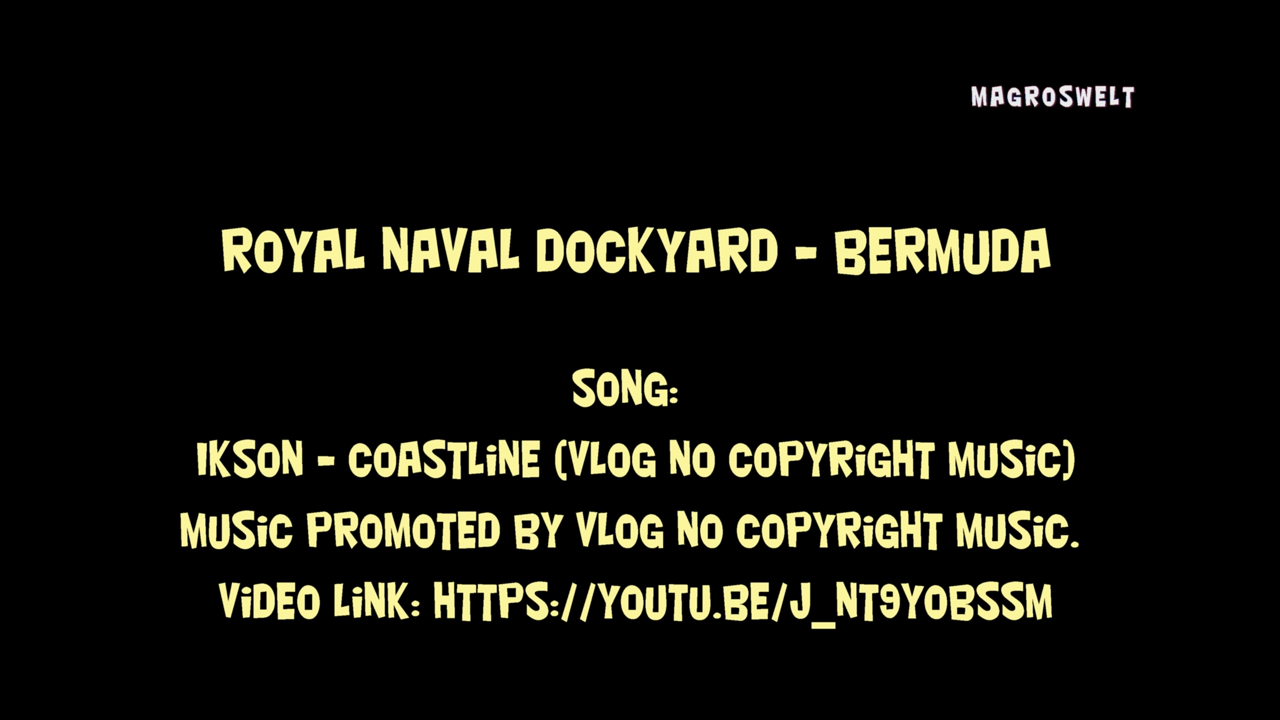 MAGROSWELT
ROYAL NAVAL DOCKYARD - BERMUDA
SONG:
IKSON - COASTLiNE (VLOG NO COPYRiGHT MUSiC)
MUSiC PROMOTED BY VLOG NO COPYRiGHT MUSiC.
ViDEO LiNK: HTTPS://YOUTU.BE/J_NT9YOBSSM